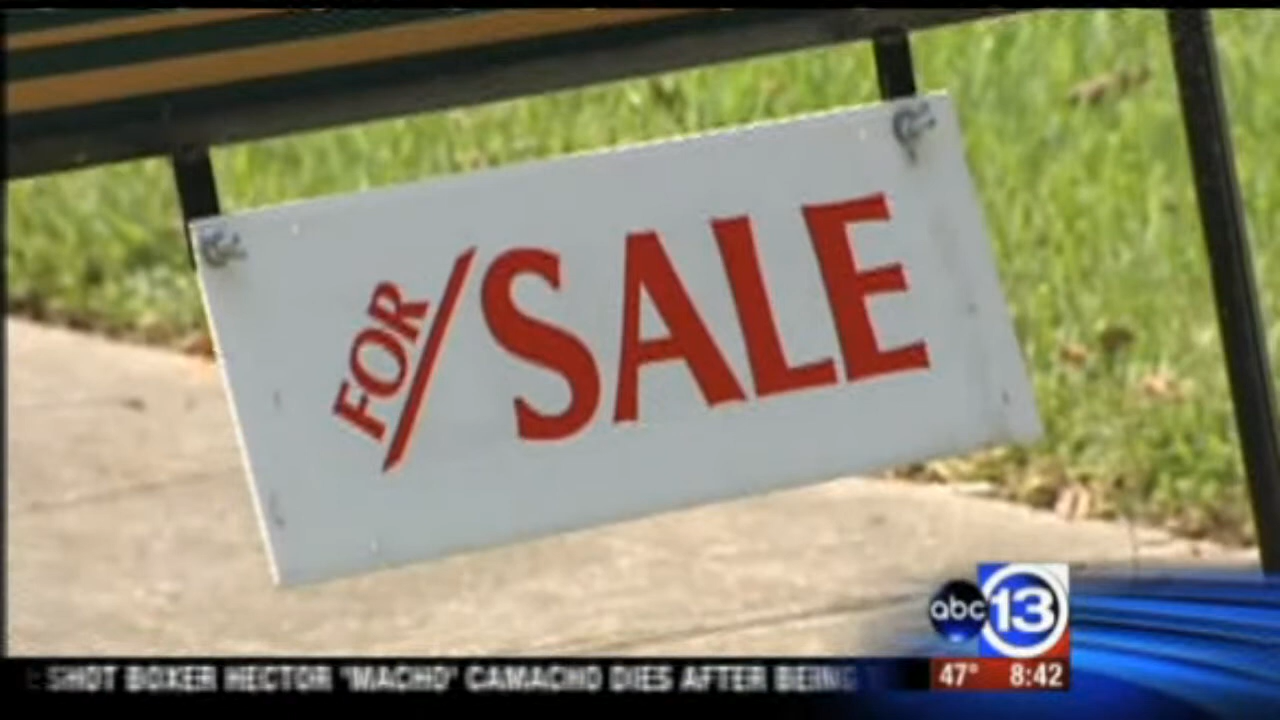 FOR/SALE
abc 13
47° 8:42
SHOT BOXER HECTOR 'MACHO' CAMACHO DIES AFTER BEING